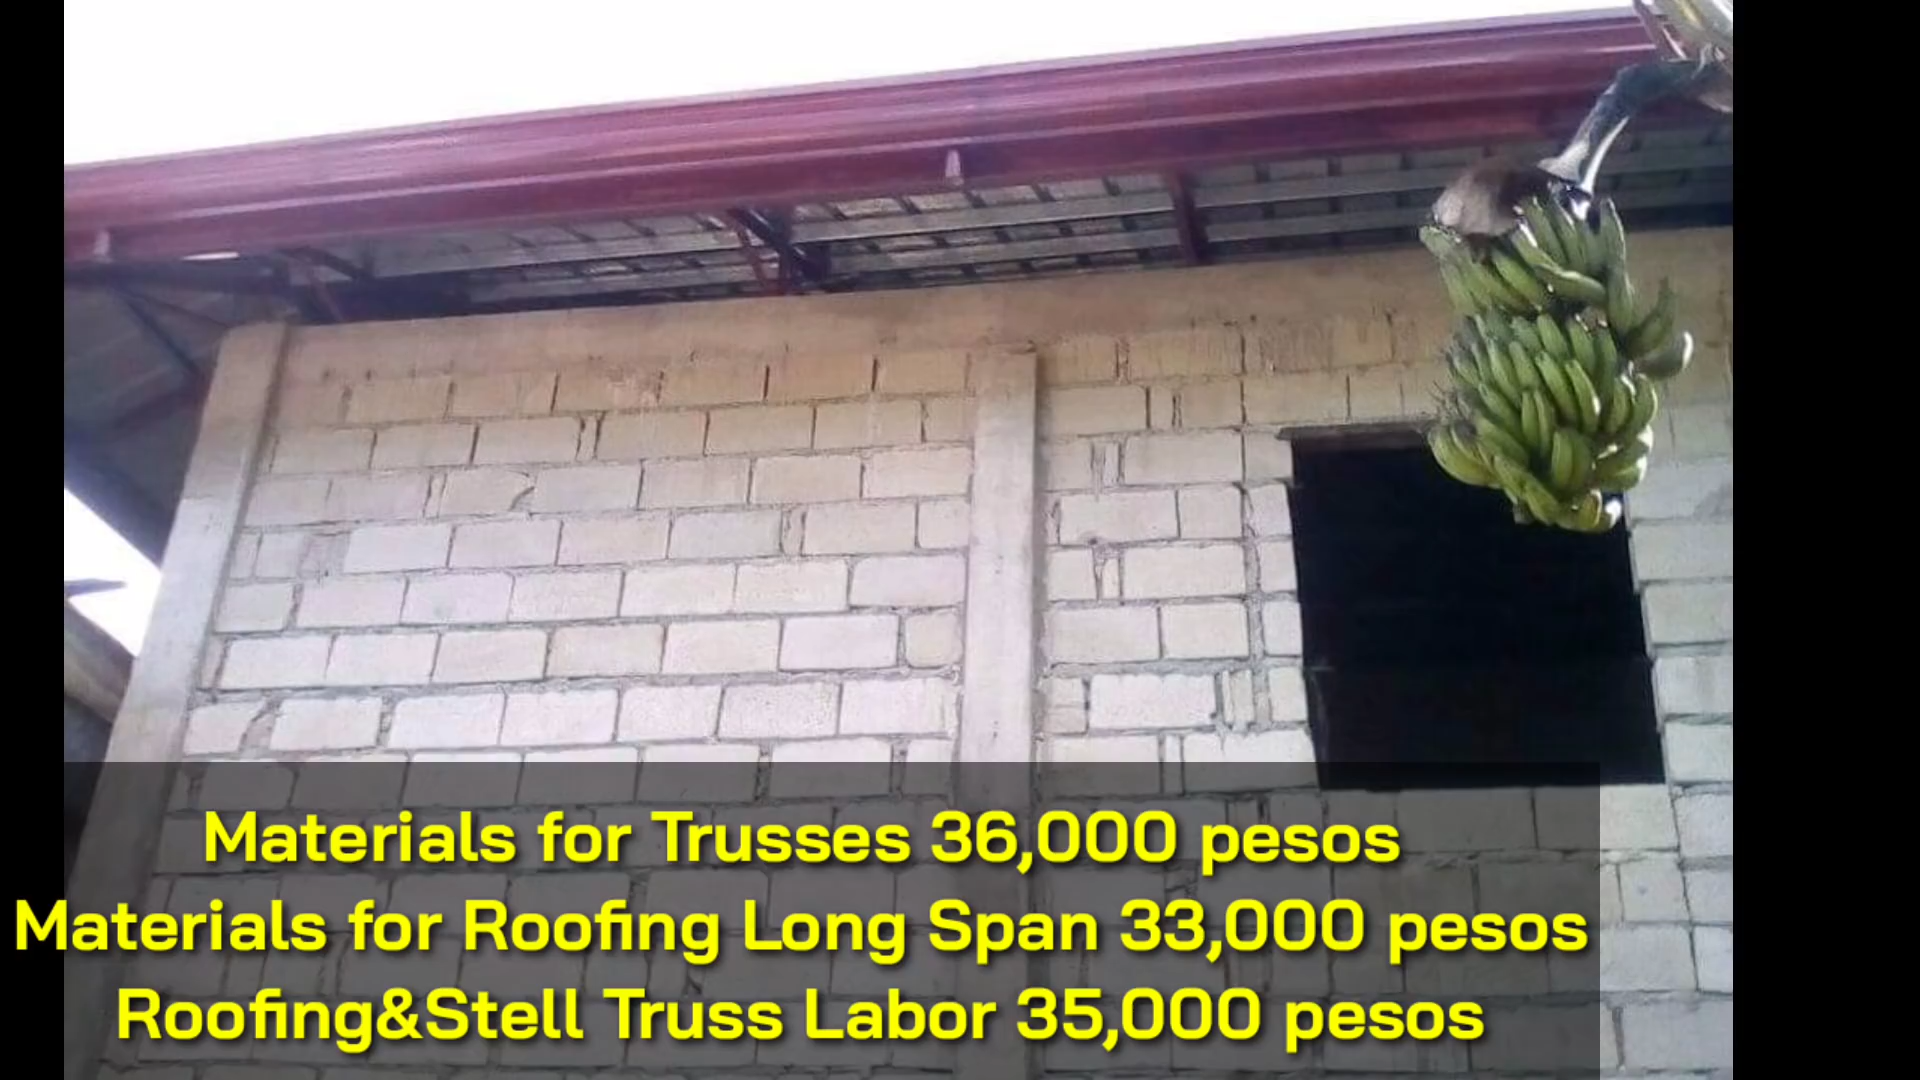 Materials for Trusses 36,000 pesos
Materials for Roofing Long Span 33,000 pesos
Roofing&Stell Truss Labor 35,000 pesos